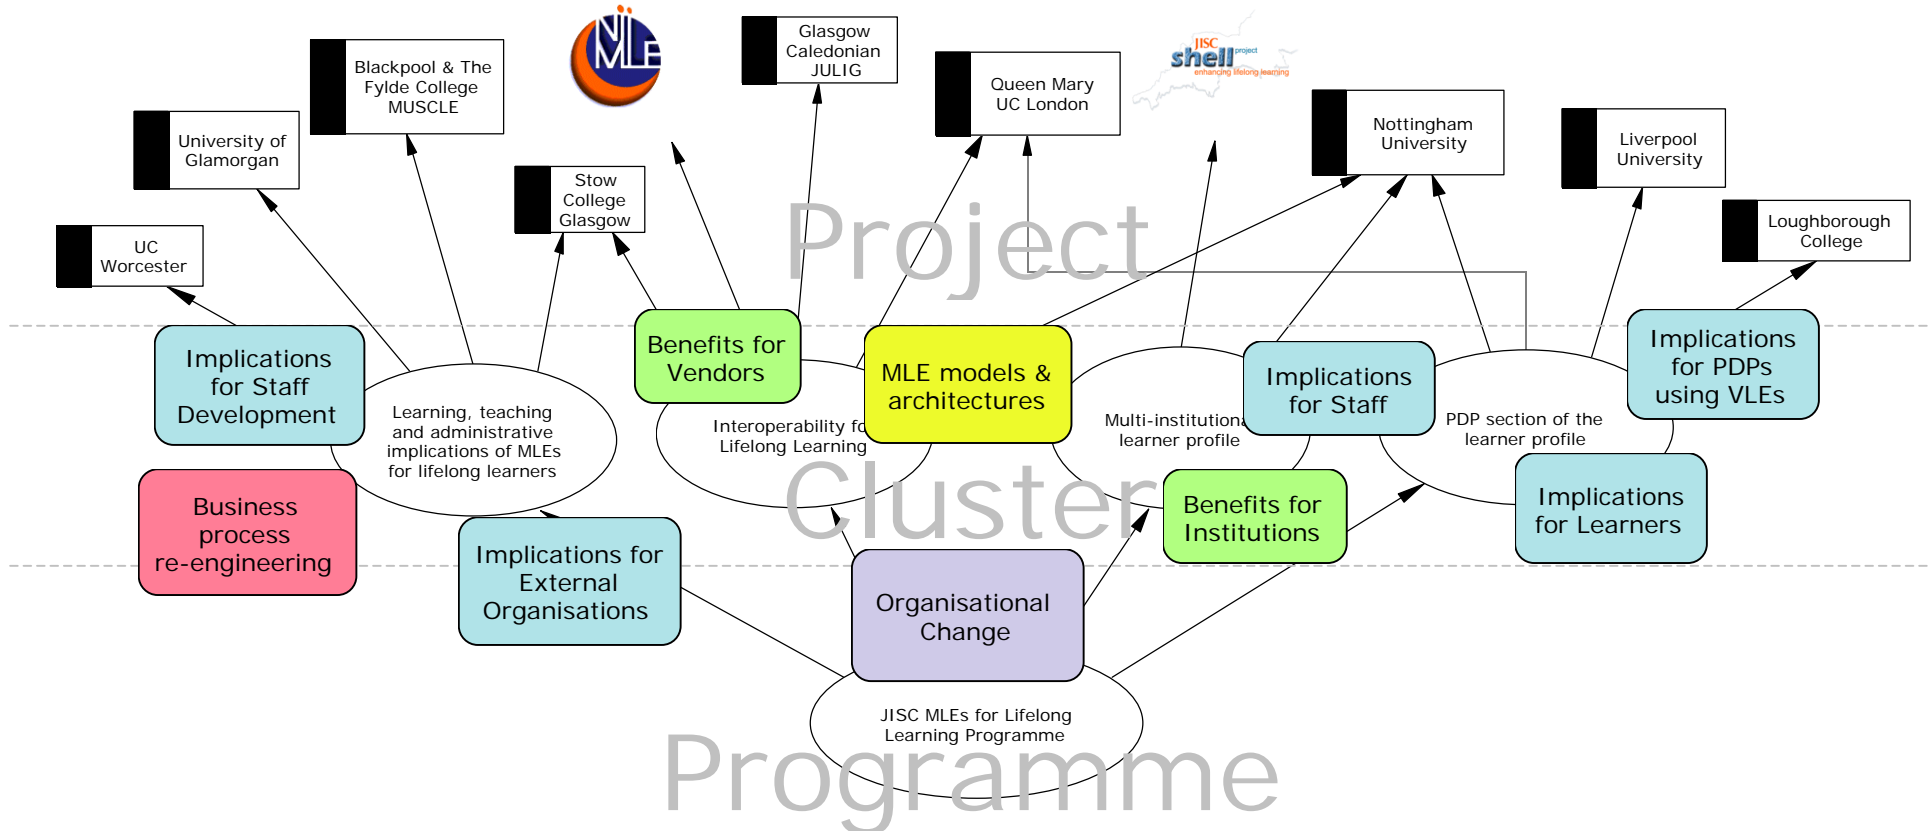 NIIMLE
Glasgow
Caledonian
JULIG
JISC
shell project
enhancing lifelong learning
Blackpool & The
Fylde College
MUSCLE
Queen Mary
UC London
University of
Glamorgan
Nottingham
University
Liverpool
University
Stow
College
Glasgow
Loughborough
College
UC
Worcester
Project
Implications
for Staff
Development
Benefits for
Vendors
MLE models &
architectures
Implications
for Staff
Implications
for PDPs
using VLEs
Learning, teaching
and administrative
implications of MLEs
for lifelong learners
Interoperability fo
Lifelong Learning
Multi-institutiona
learner profile
PDP section of the
learner profile
Cluster
Business
process
re-engineering
Implications for
External
Organisations
Benefits for
Institutions
Implications
for Learners
Organisational
Change
JISC MLEs for Lifelong
Learning Programme
Programme